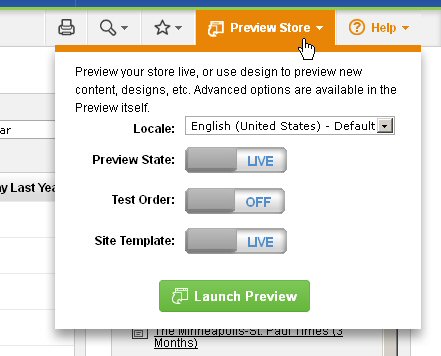 Preview Store
Help
Preview your store live, or use design to preview new
content, designs, etc. Advanced options are available in the
Preview itself.
ar
Locale: English (United States) - Default
Preview State: LIVE
y Last Yea
Test Order: OFF
Site Template: LIVE
Launch Preview
The Minneapolis-St. Paul Times (3
Months)